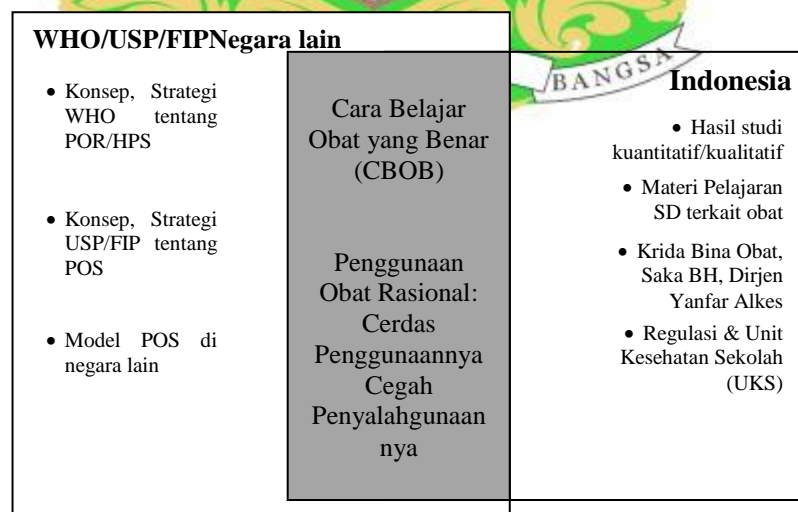 WHO/USP/FIPNegara lain
• Konsep, Strategi
WHO tentang
POR/HPS
• Konsep, Strategi
USP/FIP tentang
POS
• Model POS di
negara lain
Cara Belajar
Obat yang Benar
(CBOB)
Penggunaan
Obat Rasional:
Cerdas
Penggunaannya
Cegah
Penyalahgunaan
nya
BANGSA
Indonesia
• Hasil studi
kuantitatif/kualitatif
• Materi Pelajaran
SD terkait obat
• Krida Bina Obat,
Saka BH, Dirjen
Yanfar Alkes
• Regulasi & Unit
Kesehatan Sekolah
(UKS)